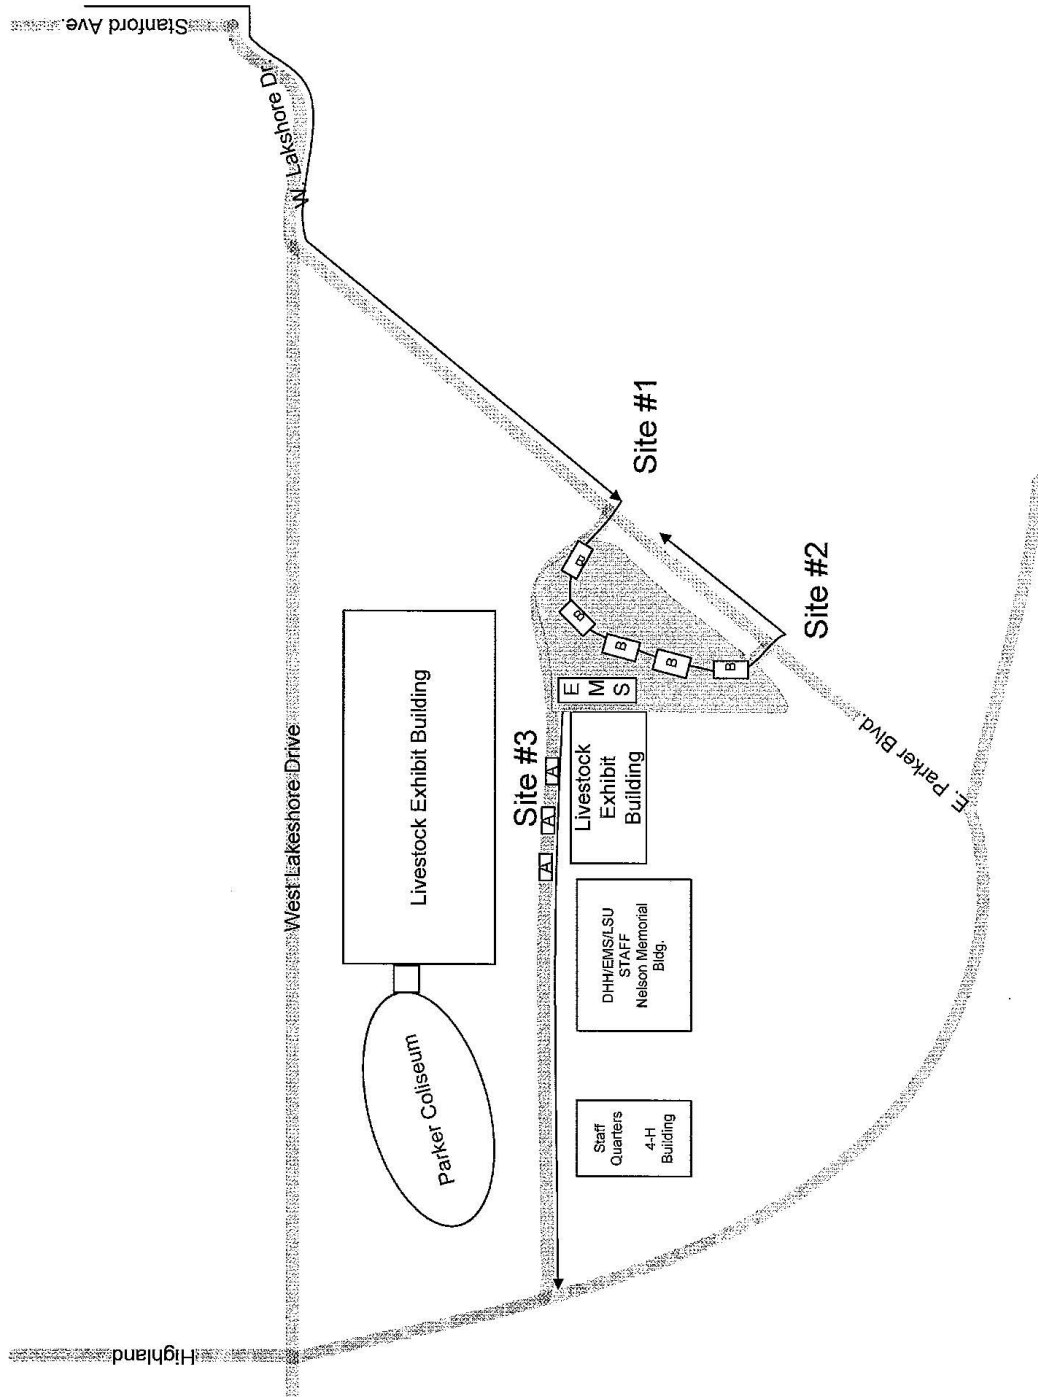 Stanford Ave.
W. Lakshore Dr.
West Lakeshore Drive
Highland
Livestock Exhibit Building
Parker Coliseum
Site #1
Site #2
Site #3
B
B
B
B
B
E
M
S
A
A
A
Livestock
Exhibit
Building
DHH/EMS/LSU
STAFF
Nelson Memorial
Bldg.
Staff
Quarters
4-H
Building
E. Parker Blvd.